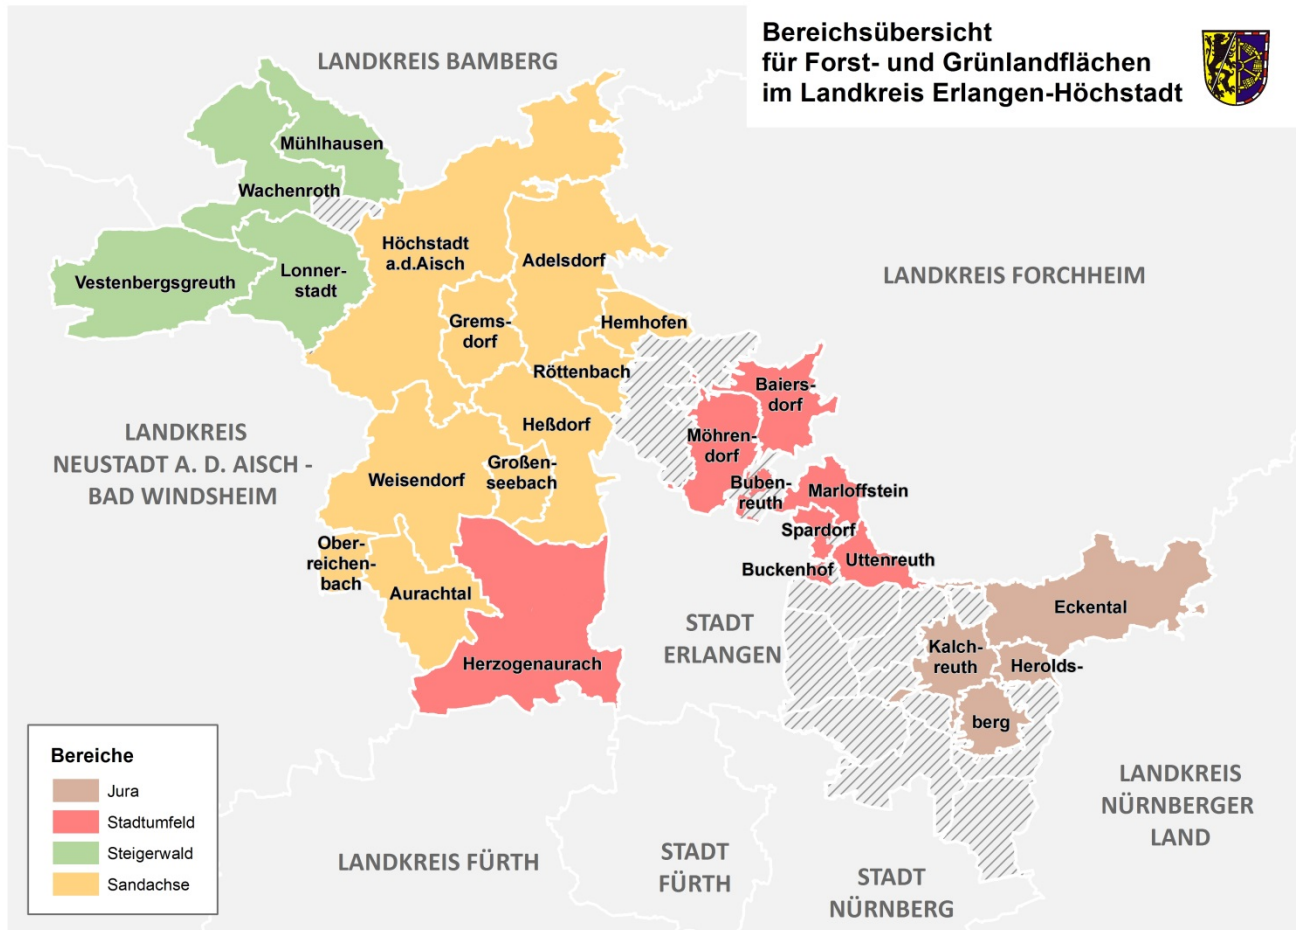 Bereichsübersicht
für Forst- und Grünlandflächen
im Landkreis Erlangen-Höchstadt
LANDKREIS BAMBERG
Mühlhausen
Wachenroth
Höchstadt
a.d.Aisch
Adelsdorf
Vestenbergsgreuth
Lonner-
stadt
LANDKREIS FORCHHEIM
Grems-
dorf
Hemhofen
Röttenbach
Baiers-
dorf
Heßdorf
Möhren-
dorf
LANDKREIS
NEUSTADT A. D. AISCH -
BAD WINDSHEIM
Weisendorf
Großen-
seebach
Buben-
reuth
Marloffstein
Spardorf
Ober-
reichen-
bach
Buckenhof
Uttenreuth
Aurachtal
Eckental
STADT
ERLANGEN
Kalch-
reuth
Herolds-
berg
Herzogenaurach
Bereiche
Jura
Stadtumfeld
Steigerwald
Sandachse
LANDKREIS
NÜRNBERGER
LAND
LANDKREIS FÜRTH
STADT
FÜRTH
STADT
NÜRNBERG